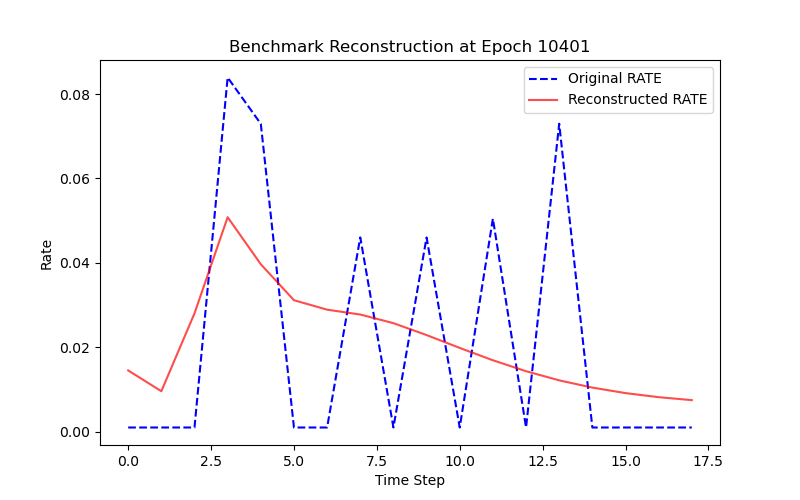 Benchmark Reconstruction at Epoch 10401
Original RATE
Reconstructed RATE
Rate
0.08
0.06
0.04
0.02
0.00
0.0 2.5 5.0 7.5 10.0 12.5 15.0 17.5
Time Step